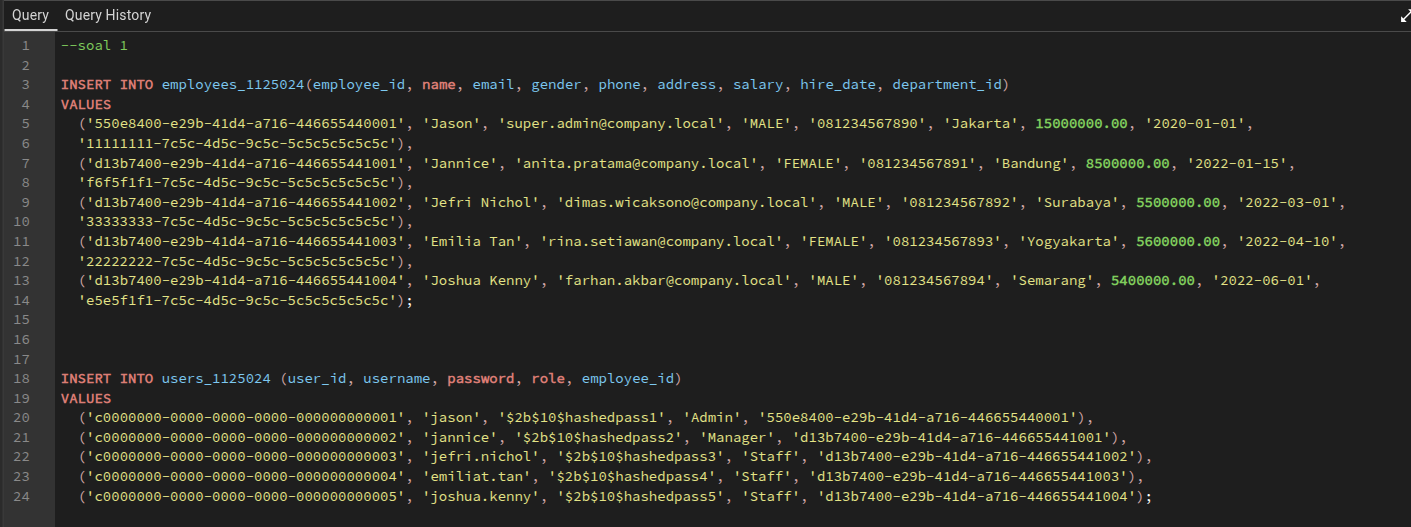 Query Query History
1 --soal 1
2
3 INSERT INTO employees_1125024(employee_id, name, email, gender, phone, address, salary, hire_date, department_id)
4 VALUES
5 ('550e8400-e29b-41d4-a716-446655440001', 'Jason', 'super.admin@company.local', 'MALE', '081234567890', 'Jakarta', 15000000.00, '2020-01-01',
6 '11111111-7c5c-4d5c-9c5c-5c5c5c5c5c5c'),
7 ('d13b7400-e29b-41d4-a716-446655441001', 'Jannice', 'anita.pratama@company.local', 'FEMALE', '081234567891', 'Bandung', 8500000.00, '2022-01-15',
8 'f6f5f1f1-7c5c-4d5c-9c5c-5c5c5c5c5c5c'),
9 ('d13b7400-e29b-41d4-a716-446655441002', 'Jefri Nichol', 'dimas.wicaksono@company.local', 'MALE', '081234567892', 'Surabaya', 5500000.00, '2022-03-01',
10 '33333333-7c5c-4d5c-9c5c-5c5c5c5c5c5c'),
11 ('d13b7400-e29b-41d4-a716-446655441003', 'Emilia Tan', 'rina.setiawan@company.local', 'FEMALE', '081234567893', 'Yogyakarta', 5600000.00, '2022-04-10',
12 '22222222-7c5c-4d5c-9c5c-5c5c5c5c5c5c'),
13 ('d13b7400-e29b-41d4-a716-446655441004', 'Joshua Kenny', 'farhan.akbar@company.local', 'MALE', '081234567894', 'Semarang', 5400000.00, '2022-06-01',
14 'e5e5f1f1-7c5c-4d5c-9c5c-5c5c5c5c5c5c');
15
16
17
18 INSERT INTO users_1125024 (user_id, username, password, role, employee_id)
19 VALUES
20 ('c0000000-0000-0000-0000-000000000001', 'jason', '$2b$10$hashedpass1', 'Admin', '550e8400-e29b-41d4-a716-446655440001'),
21 ('c0000000-0000-0000-0000-000000000002', 'jannice', '$2b$10$hashedpass2', 'Manager', 'd13b7400-e29b-41d4-a716-446655441001'),
22 ('c0000000-0000-0000-0000-000000000003', 'jefri.nichol', '$2b$10$hashedpass3', 'Staff', 'd13b7400-e29b-41d4-a716-446655441002'),
23 ('c0000000-0000-0000-0000-000000000004', 'emiliat.tan', '$2b$10$hashedpass4', 'Staff', 'd13b7400-e29b-41d4-a716-446655441003'),
24 ('c0000000-0000-0000-0000-000000000005', 'joshua.kenny', '$2b$10$hashedpass5', 'Staff', 'd13b7400-e29b-41d4-a716-446655441004');